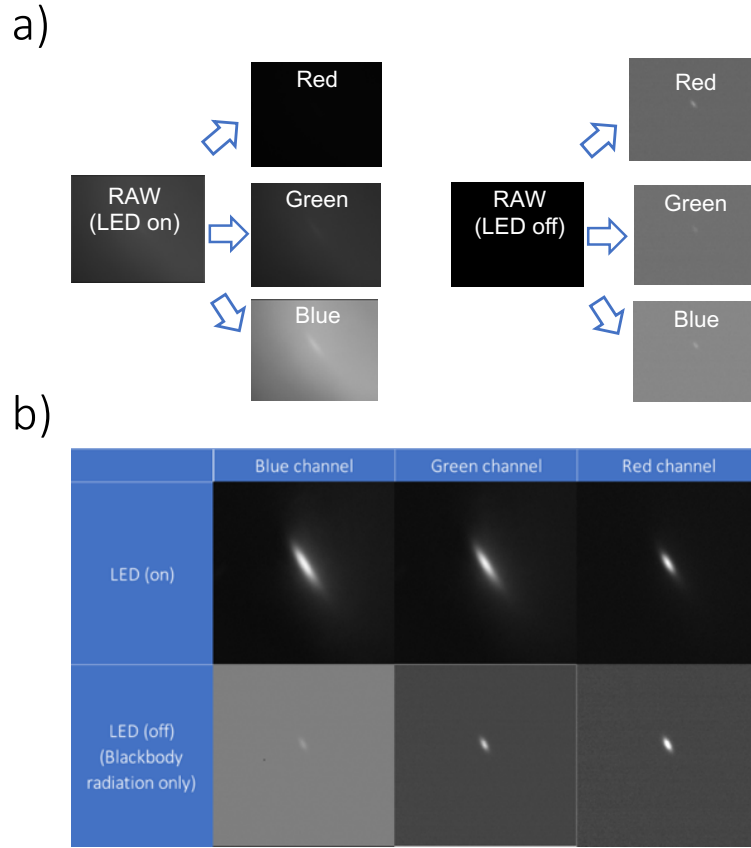 a)
Red
RAW
(LED on)
Green
Blue
Red
RAW
(LED off)
Green
Blue
b)
Blue channel
Green channel
Red channel
LED (on)
LED (off)
(Blackbody
radiation only)